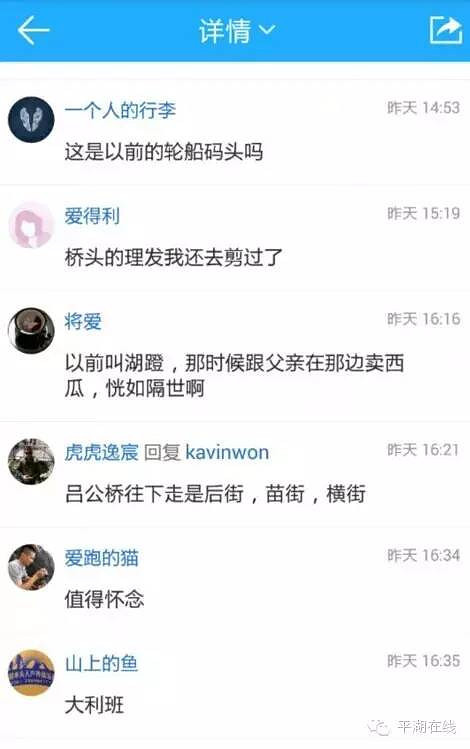 详情
一个人的行李 昨天 14:53
这是以前的轮船码头吗
爱得利 昨天 15:19
桥头的理发我还去剪过了
将爱 昨天 16:16
以前叫湖蹬，那时候跟父亲在那边卖西
瓜，恍如隔世啊
虎虎逸宸 回复 kavinwon 昨天 16:21
吕公桥往下走是后街，苗街，横街
爱跑的猫 昨天 16:34
值得怀念
山上的鱼 昨天 16:35
大利班
平湖在线